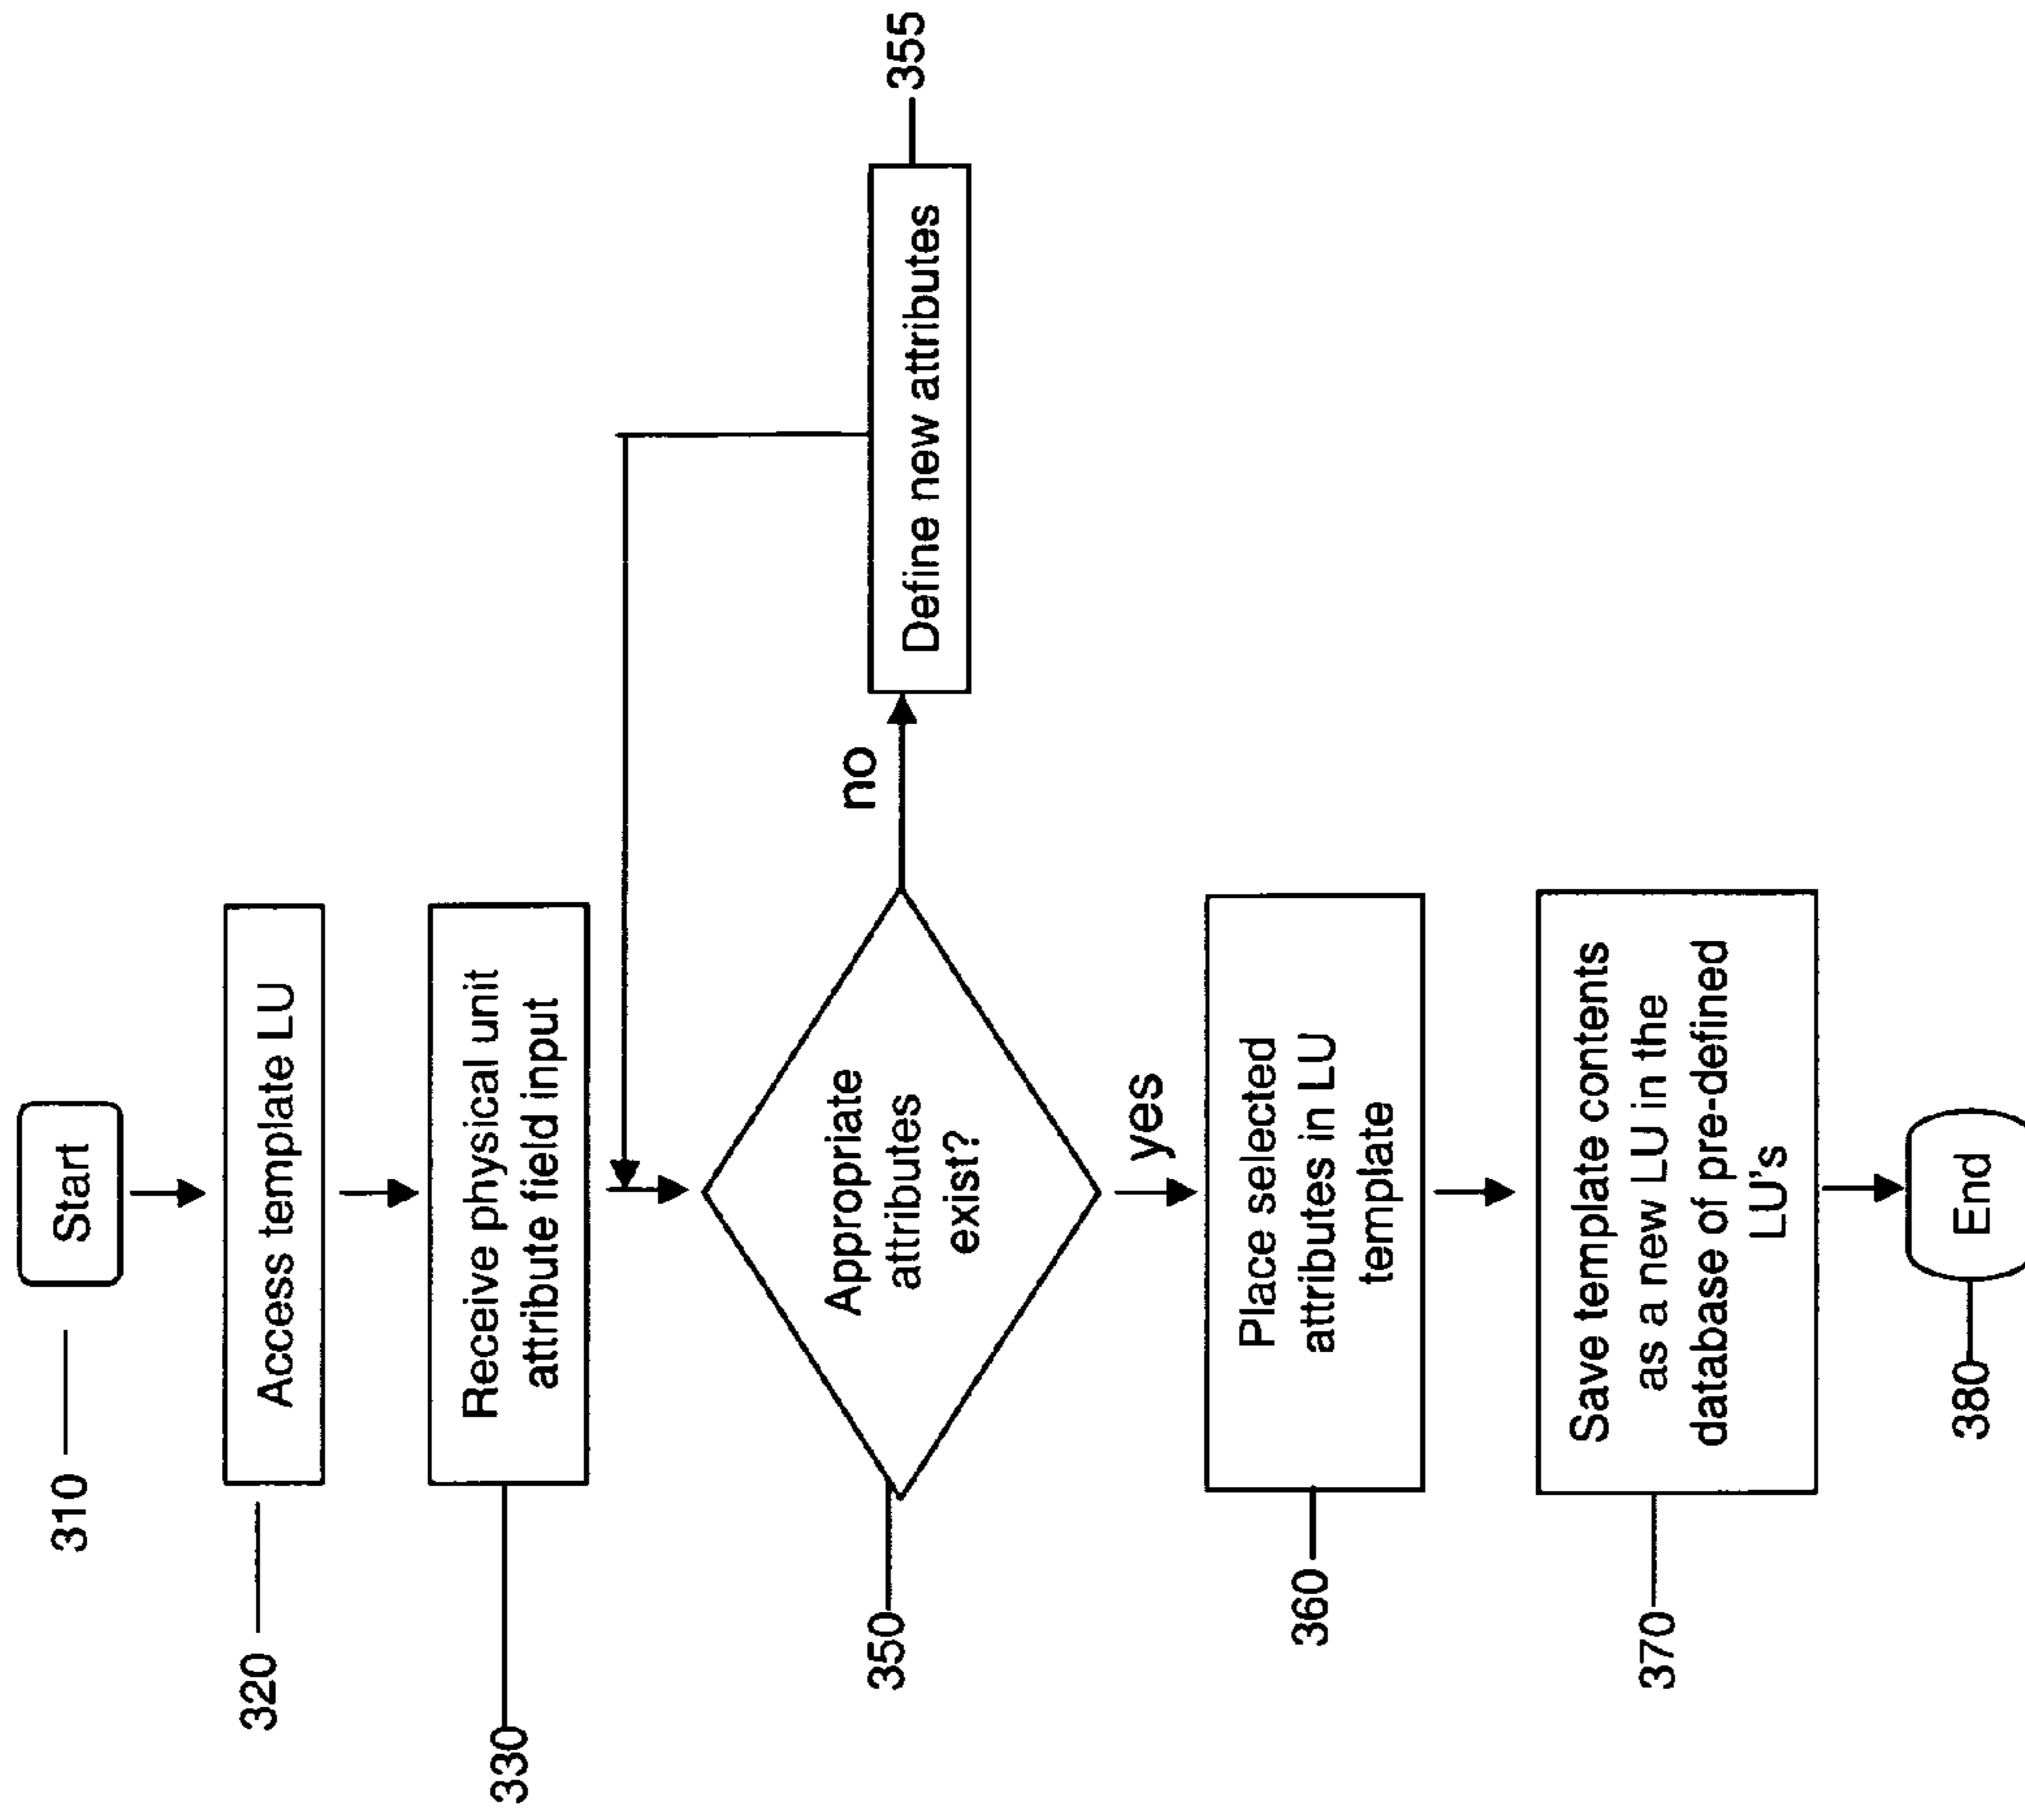 310
Start
320
Access template LU
330
Receive physical unit
attribute field input
350
Appropriate
attributes
exist?
no
Define new attributes
355
yes
360
Place selected
attributes in LU
template
370
Save template contents
as a new LU in the
database of pre-defined
LU's
380
End